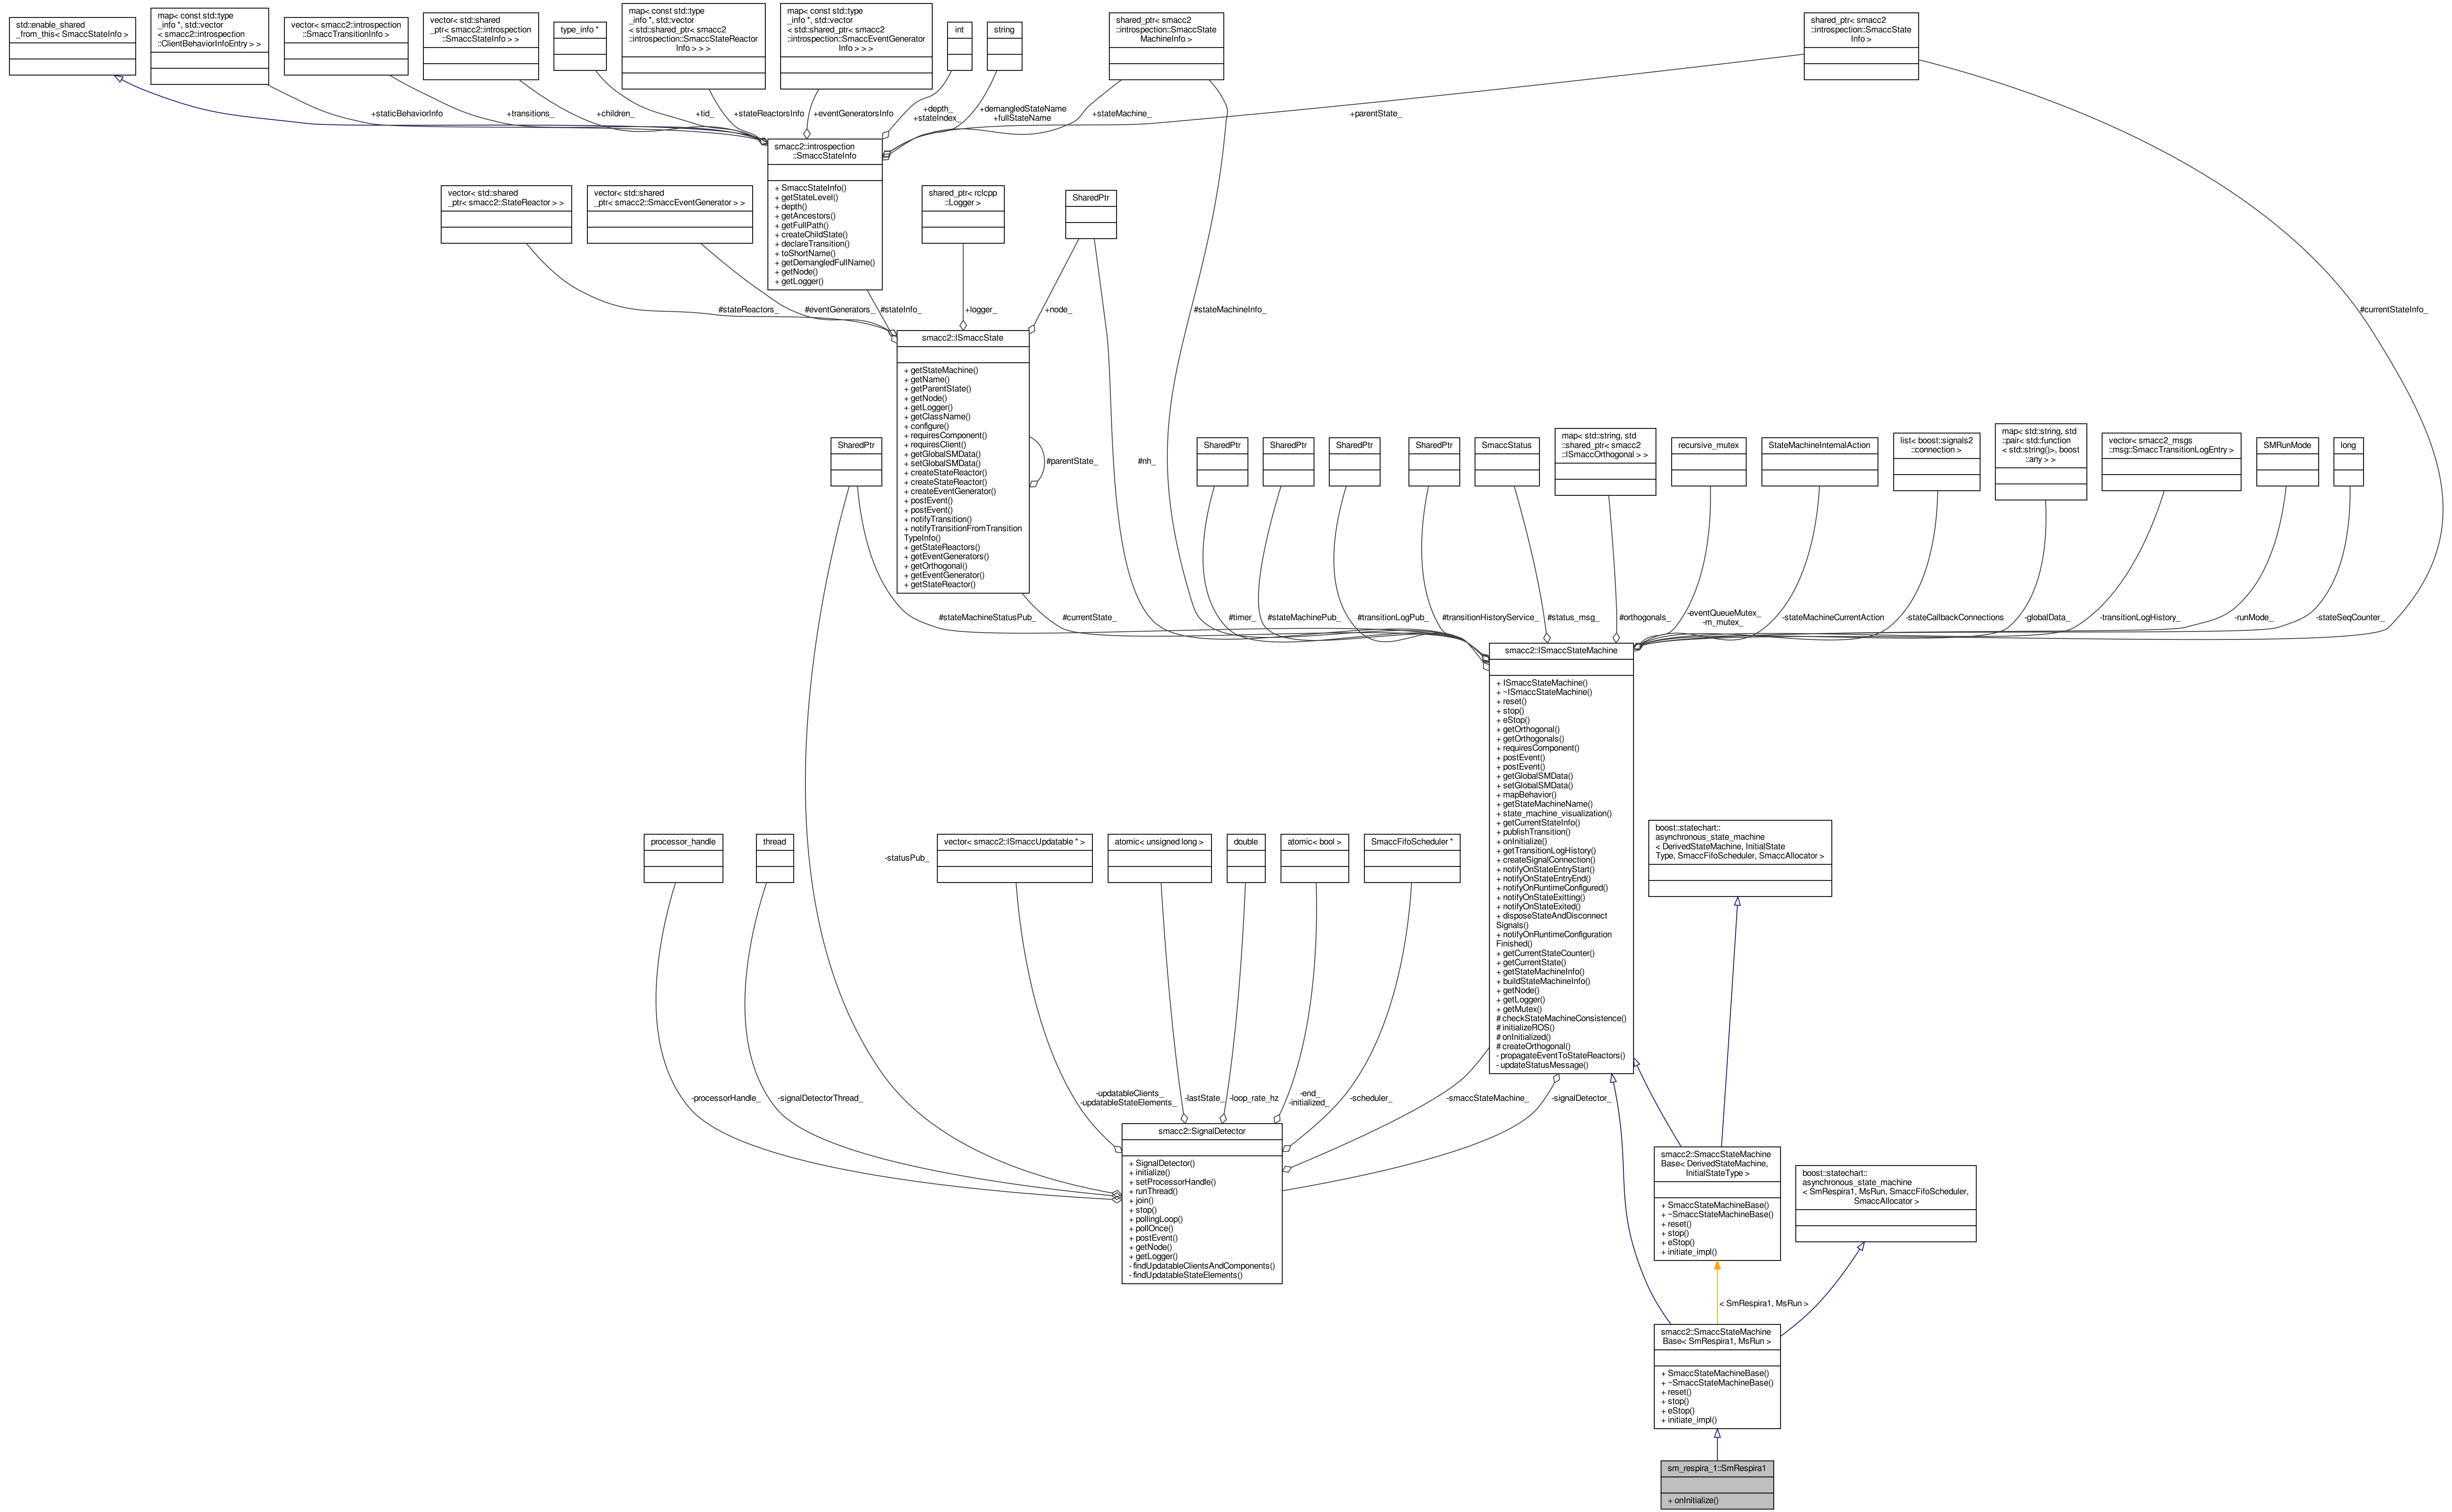 std::enable_shared
_from_this< SmaccStateInfo >
map< const std::type
_info *, std::vector
< smacc2::introspection
::ClientBehaviorInfoEntry > >
vector< smacc2::introspection
::SmaccTransitionInfo >
vector< std::shared
_ptr< smacc2::introspection
::SmaccStateInfo > >
type_info *
map< const std::type
_info *, std::vector
< std::shared_ptr< smacc2
::introspection::SmaccStateReactor
Info > > >
map< const std::type
_info *, std::vector
< std::shared_ptr< smacc2
::introspection::SmaccEventGenerator
Info > > >
int
string
shared_ptr< smacc2
::introspection::SmaccState
MachineInfo >
shared_ptr< smacc2
::introspection::SmaccState
Info >
+staticBehaviorInfo
+transitions_
+children_
+tid_
+stateReactorsInfo
+eventGeneratorsInfo
+depth_
+stateIndex_
+demangledStateName
+fullStateName
+stateMachine_
+parentState_
smacc2::introspection
::SmaccStateInfo
+ SmaccStateInfo()
+ getStateLevel()
+ depth()
+ getAncestors()
+ getFullPath()
+ createChildState()
+ declareTransition()
+ toShortName()
+ getDemangledFullName()
+ getNode()
+ getLogger()
vector< std::shared
_ptr< smacc2::StateReactor > >
vector< std::shared
_ptr< smacc2::SmaccEventGenerator > >
shared_ptr< rclcpp
::Logger >
SharedPtr
#stateReactors_
#eventGenerators_
#stateInfo_
+logger_
+node_
#stateMachineInfo_
#currentStateInfo_
smacc2::ISmaccState
+ getStateMachine()
+ getName()
+ getParentState()
+ getNode()
+ getLogger()
+ getClassName()
+ configure()
+ requiresComponent()
+ requiresClient()
+ getGlobalSMData()
+ setGlobalSMData()
+ createStateReactor()
+ createStateReactor()
+ createEventGenerator()
+ postEvent()
+ postEvent()
+ notifyTransition()
+ notifyTransitionFromTransition
TypeInfo()
+ getStateReactors()
+ getEventGenerators()
+ getOrthogonal()
+ getEventGenerator()
+ getStateReactor()
#parentState_
#nh_
SharedPtr
SharedPtr
SharedPtr
SharedPtr
SharedPtr
SmaccStatus
map< std::string, std
::shared_ptr< smacc2
::ISmaccOrthogonal > >
recursive_mutex
StateMachineInternalAction
list< boost::signals2
::connection >
map< std::string, std
::pair< std::function
< std::string()>, boost
::any > >
vector< smacc2_msgs
::msg::SmaccTransitionLogEntry >
SMRunMode
long
#stateMachineStatusPub_
#currentState_
#timer_
#stateMachinePub_
#transitionLogPub_
#transitionHistoryService_
#status_msg_
#orthogonals_
-eventQueueMutex_
-m_mutex_
-stateMachineCurrentAction
-stateCallbackConnections
-globalData_
-transitionLogHistory_
-runMode_
-stateSeqCounter_
smacc2::ISmaccStateMachine
+ ISmaccStateMachine()
+ ~ISmaccStateMachine()
+ reset()
+ stop()
+ eStop()
+ getOrthogonal()
+ getOrthogonals()
+ requiresComponent()
+ postEvent()
+ postEvent()
+ getGlobalSMData()
+ setGlobalSMData()
+ mapBehavior()
+ getStateMachineName()
+ state_machine_visualization()
+ getCurrentStateInfo()
+ publishTransition()
+ onInitialize()
+ getTransitionLogHistory()
+ createSignalConnection()
+ notifyOnStateEntryStart()
+ notifyOnStateEntryEnd()
+ notifyOnRuntimeConfigured()
+ notifyOnStateExitting()
+ notifyOnStateExited()
+ disposeStateAndDisconnect
Signals()
+ notifyOnRuntimeConfiguration
Finished()
+ getCurrentStateCounter()
+ getCurrentState()
+ getStateMachineInfo()
+ buildStateMachineInfo()
+ getNode()
+ getLogger()
+ getMutex()
# checkStateMachineConsistence()
# initializeROS()
# onInitialized()
# createOrthogonal()
- propagateEventToStateReactors()
- updateStatusMessage()
processor_handle
thread
-statusPub_
vector< smacc2::ISmaccUpdatable * >
atomic< unsigned long >
double
atomic< bool >
SmaccFifoScheduler *
boost::statechart::
asynchronous_state_machine
< DerivedStateMachine, InitialState
Type, SmaccFifoScheduler, SmaccAllocator >
-processorHandle_
-signalDetectorThread_
-updatableClients_
-updatableStateElements_
-lastState_
-loop_rate_hz
-end_
-initialized_
-scheduler_
-smaccStateMachine_
-signalDetector_
smacc2::SignalDetector
+ SignalDetector()
+ initialize()
+ setProcessorHandle()
+ runThread()
+ join()
+ stop()
+ pollingLoop()
+ pollOnce()
+ postEvent()
+ getNode()
+ getLogger()
- findUpdatableClientsAndComponents()
- findUpdatableStateElements()
smacc2::SmaccStateMachine
Base< DerivedStateMachine,
InitialStateType >
+ SmaccStateMachineBase()
+ ~SmaccStateMachineBase()
+ reset()
+ stop()
+ eStop()
+ initiate_impl()
boost::statechart::
asynchronous_state_machine
< SmRespira1, MsRun, SmaccFifoScheduler,
SmaccAllocator >
< SmRespira1, MsRun >
smacc2::SmaccStateMachine
Base< SmRespira1, MsRun >
+ SmaccStateMachineBase()
+ ~SmaccStateMachineBase()
+ reset()
+ stop()
+ eStop()
+ initiate_impl()
sm_respira_1::SmRespira1
+ onInitialize()